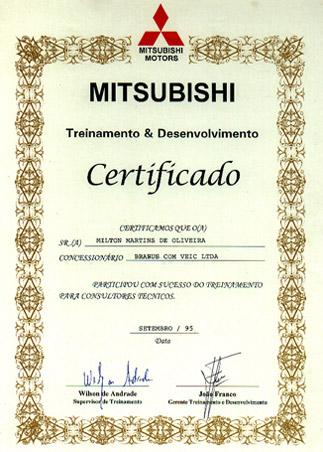 MITSUBISHI
MOTORS
MITSUBISHI
Treinamento & Desenvolvimento
Certificado
CERTIFICAMOS QUE O(A)
SR.(A) MILTON MARTINS DE OLIVEIRA
CONCESSIONÁRIO BRABUS COM VEIC LTDA
PARTICIPOU COM SUCESSO DO TREINAMENTO
PARA CONSULTORES TECNICOS.
SETEMBRO / 95
Data
Wilson de Andrade João Franco
Supervisor de Treinamento Gerente Treinamento e Desenvolvimento